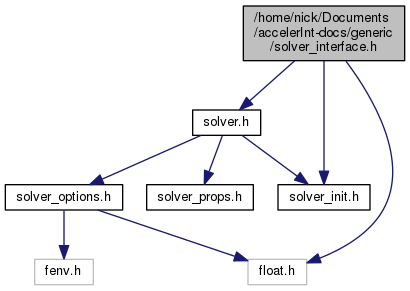 /home/nick/Documents
/accelerInt-docs/generic
/solver_interface.h
solver.h
solver_options.h
solver_props.h
solver_init.h
fenv.h
float.h